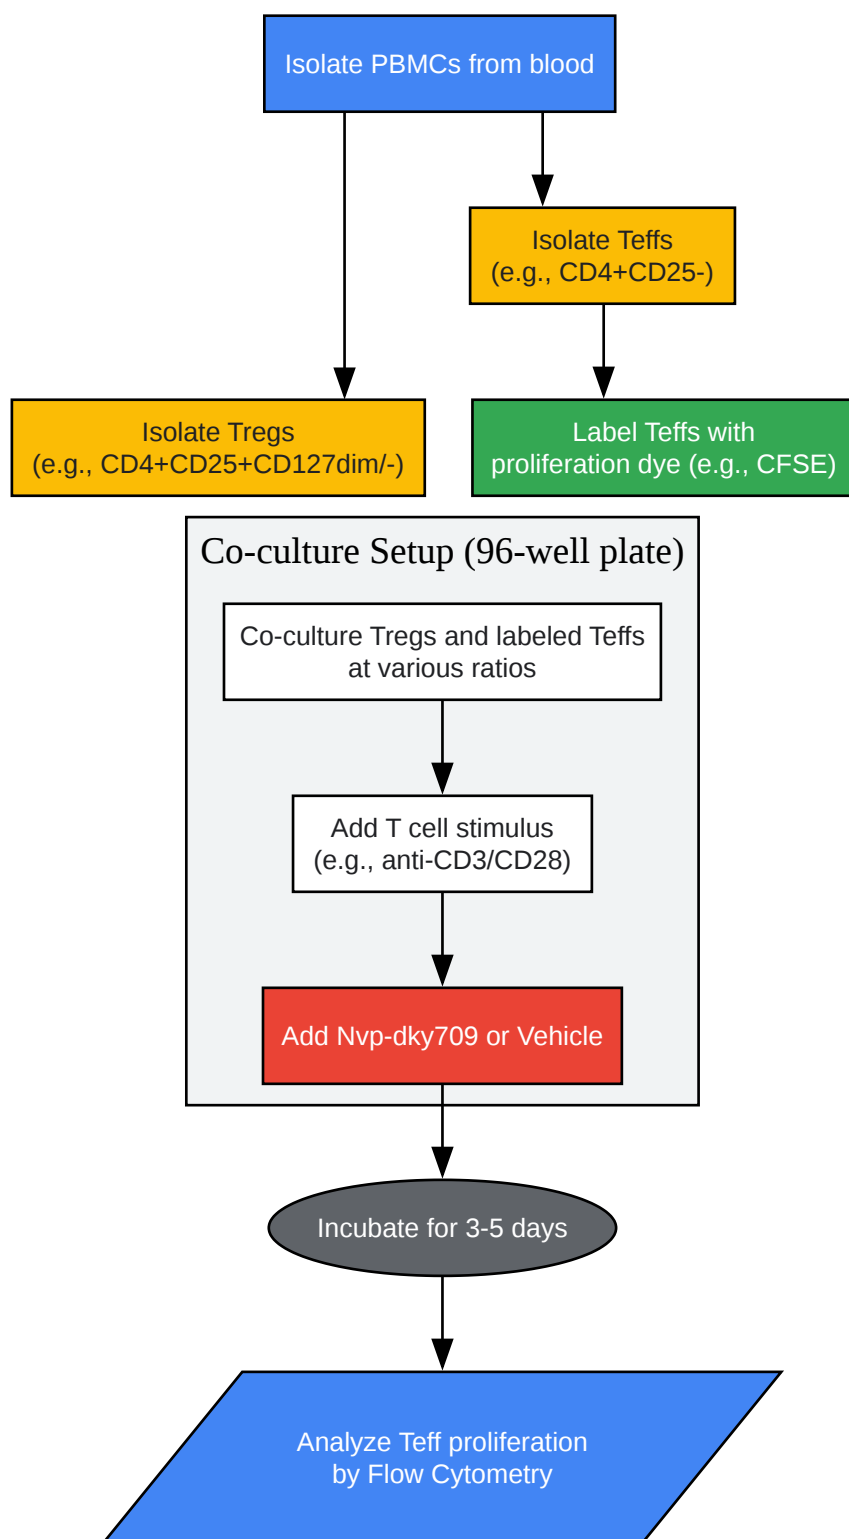 Isolate PBMCs from blood
Isolate Teffs
(e.g., CD4+CD25-)
Isolate Tregs
(e.g., CD4+CD25+CD127dim/-)
Label Teffs with
proliferation dye (e.g., CFSE)
Co-culture Setup (96-well plate)
Co-culture Tregs and labeled Teffs
at various ratios
Add T cell stimulus
(e.g., anti-CD3/CD28)
Add Nvp-dky709 or Vehicle
Incubate for 3-5 days
Analyze Teff proliferation
by Flow Cytometry